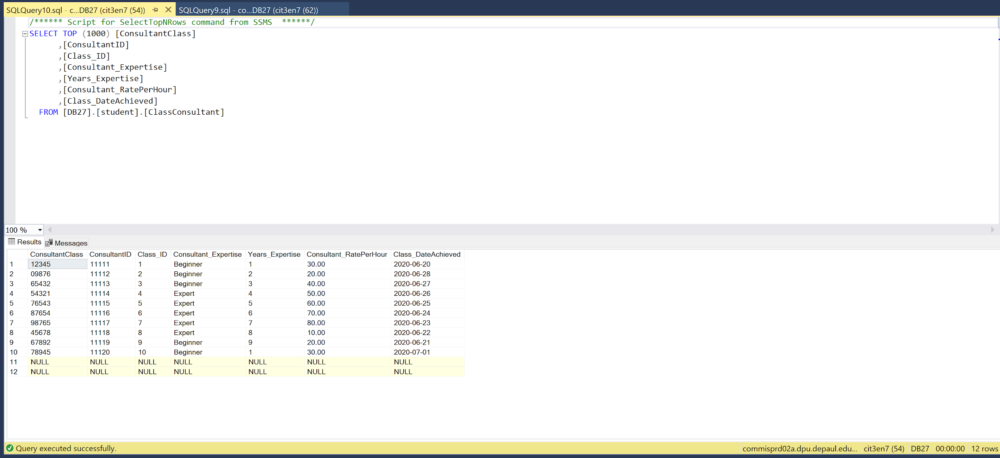 SQLQuery10.sql - c...DB27 (cit3en7 (54)) SQLQuery9.sql - co...DB27 (cit3en7 (62))
/****** Script for SelectTopNRows command from SSMS  ******/
SELECT TOP (1000) [ConsultantClass]
,[ConsultantID]
,[Class_ID]
,[Consultant_Expertise]
,[Years_Expertise]
,[Consultant_RatePerHour]
,[Class_DateAchieved]
FROM [DB27].[student].[ClassConsultant]
100 %
Results Messages
ConsultantClass ConsultantID Class_ID Consultant_Expertise Years_Expertise Consultant_RatePerHour Class_DateAchieved
1 12345 11111 1 Beginner 1 30.00 2020-06-20
2 09876 11112 2 Beginner 2 20.00 2020-06-28
3 65432 11113 3 Beginner 3 40.00 2020-06-27
4 54321 11114 4 Expert 4 50.00 2020-06-26
5 76543 11115 5 Expert 5 60.00 2020-06-25
6 87654 11116 6 Expert 6 70.00 2020-06-24
7 98765 11117 7 Expert 7 80.00 2020-06-23
8 45678 11118 8 Expert 8 10.00 2020-06-22
9 67892 11119 9 Beginner 9 20.00 2020-06-21
10 78945 11120 10 Beginner 1 30.00 2020-07-01
11 NULL NULL NULL NULL NULL NULL NULL
12 NULL NULL NULL NULL NULL NULL NULL
Query executed successfully. commisprd02a.dpu.depaul.edu... cit3en7 (54) DB27 00:00:00 12 rows